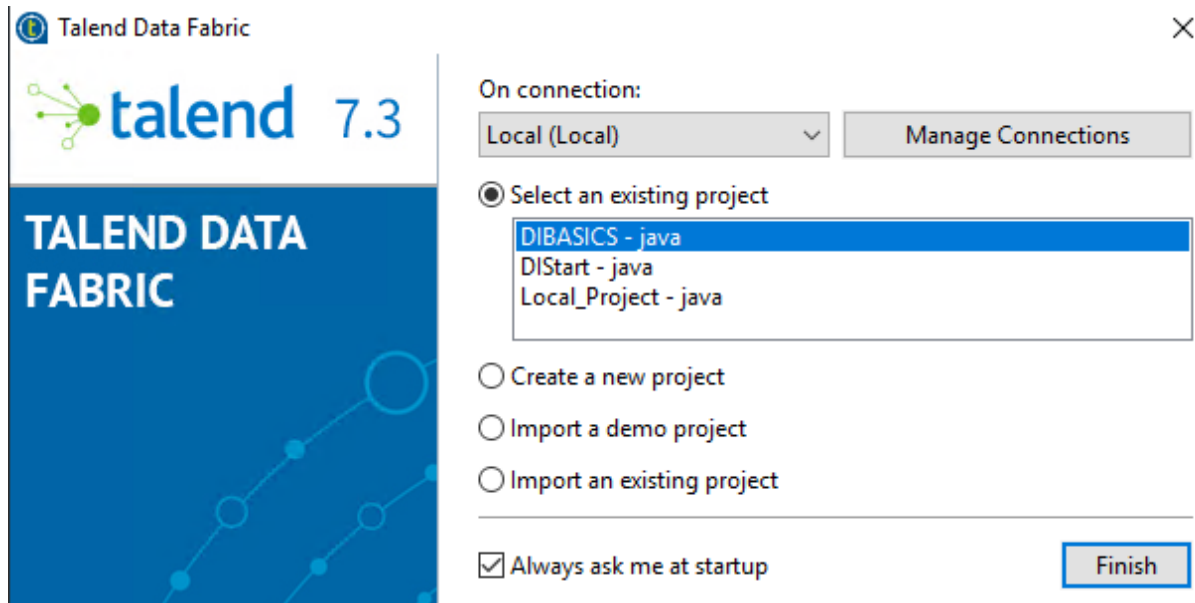 Talend Data Fabric
talend 7.3
TALEND DATA
FABRIC
On connection:
Local (Local)
Manage Connections
Select an existing project
DIBASICS - java
DIStart - java
Local_Project - java
Create a new project
Import a demo project
Import an existing project
Always ask me at startup
Finish